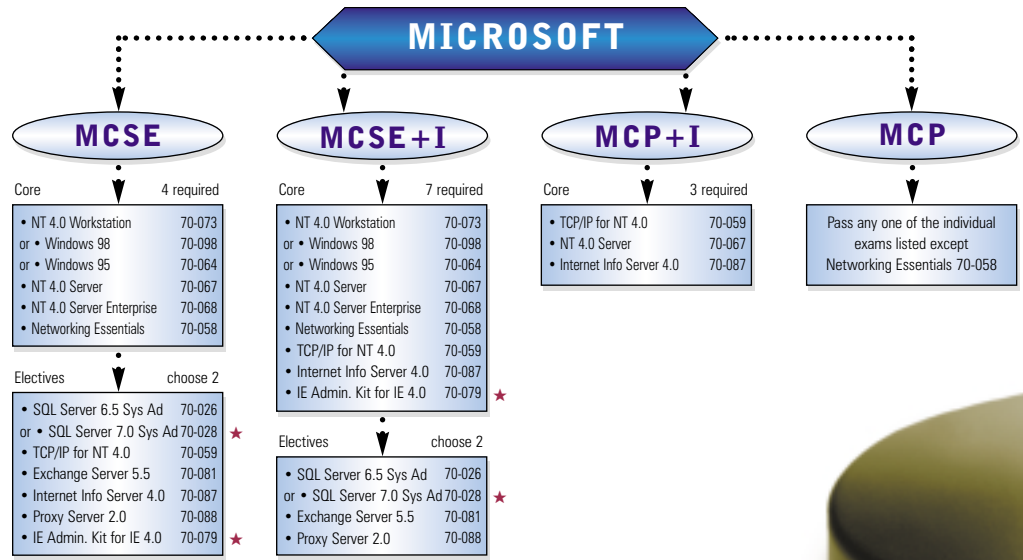 MICROSOFT
MCSE
Core 4 required
• NT 4.0 Workstation 70-073
or • Windows 98 70-098
or • Windows 95 70-064
• NT 4.0 Server 70-067
• NT 4.0 Server Enterprise 70-068
• Networking Essentials 70-058
Electives choose 2
• SQL Server 6.5 Sys Ad 70-026
or • SQL Server 7.0 Sys Ad 70-028 ★
• TCP/IP for NT 4.0 70-059
• Exchange Server 5.5 70-081
• Internet Info Server 4.0 70-087
• Proxy Server 2.0 70-088
• IE Admin. Kit for IE 4.0 70-079 ★
MCSE+I
Core 7 required
• NT 4.0 Workstation 70-073
or • Windows 98 70-098
or • Windows 95 70-064
• NT 4.0 Server 70-067
• NT 4.0 Server Enterprise 70-068
• Networking Essentials 70-058
• TCP/IP for NT 4.0 70-059
• Internet Info Server 4.0 70-087
• IE Admin. Kit for IE 4.0 70-079 ★
Electives choose 2
• SQL Server 6.5 Sys Ad 70-026
or • SQL Server 7.0 Sys Ad 70-028 ★
• Exchange Server 5.5 70-081
• Proxy Server 2.0 70-088
MCP+I
Core 3 required
• TCP/IP for NT 4.0 70-059
• NT 4.0 Server 70-067
• Internet Info Server 4.0 70-087
MCP
Pass any one of the individual
exams listed except
Networking Essentials 70-058